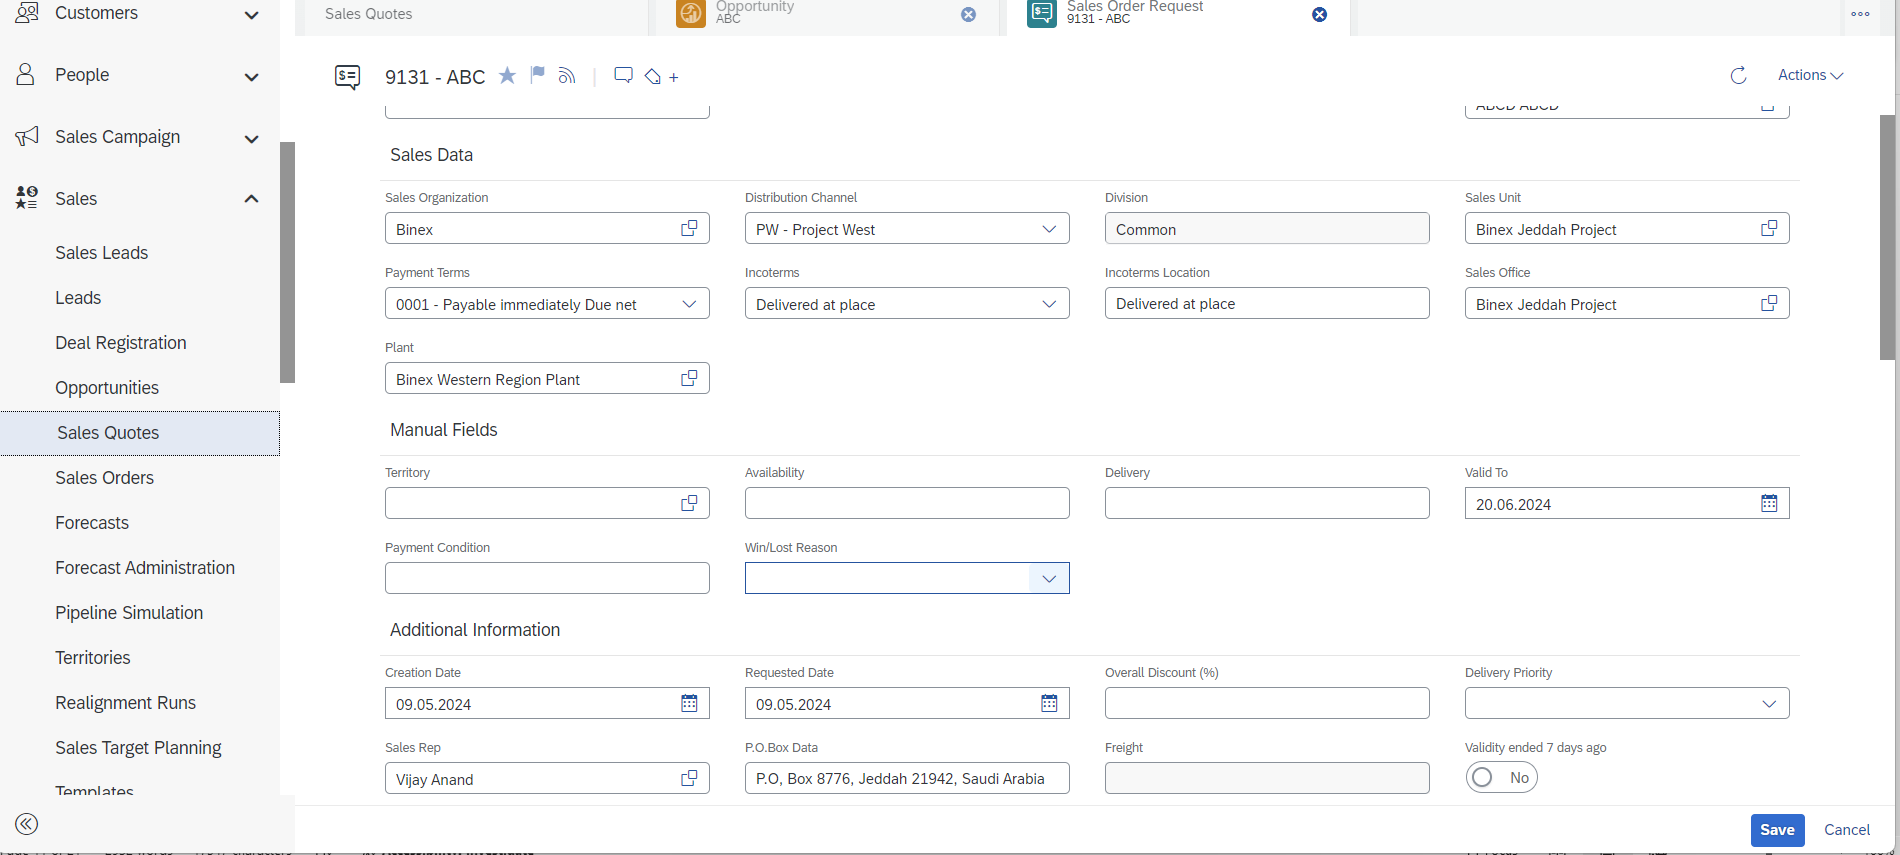 Customers
People
Sales Campaign
Sales
Sales Leads
Leads
Deal Registration
Opportunities
Sales Quotes
Sales Orders
Forecasts
Forecast Administration
Pipeline Simulation
Territories
Realignment Runs
Sales Target Planning
Templates
Sales Quotes
Opportunity
ABC
Sales Order Request
9131 - ABC
9131 - ABC
Actions
ABCD ABCD
Sales Data
Sales Organization Distribution Channel Division Sales Unit
Binex PW - Project West Common Binex Jeddah Project
Payment Terms Incoterms Incoterms Location Sales Office
0001 - Payable immediately Due net Delivered at place Delivered at place Binex Jeddah Project
Plant
Binex Western Region Plant
Manual Fields
Territory Availability Delivery Valid To
20.06.2024
Payment Condition Win/Lost Reason
Additional Information
Creation Date Requested Date Overall Discount (%) Delivery Priority
09.05.2024 09.05.2024
Sales Rep P.O.Box Data Freight Validity ended 7 days ago
Vijay Anand P.O, Box 8776, Jeddah 21942, Saudi Arabia No
Save Cancel